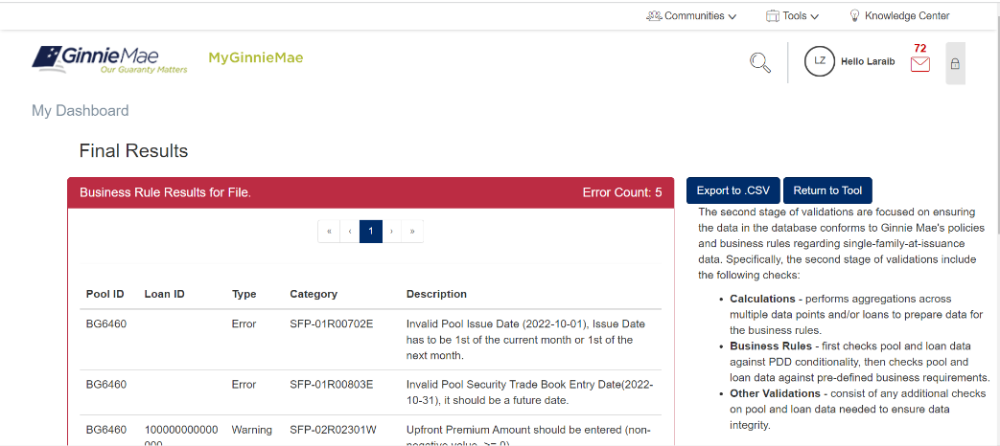 Communities Tools Knowledge Center
GinnieMae
Our Guaranty Matters
MyGinnieMae
LZ Hello Laraib 72
My Dashboard
Final Results
Business Rule Results for File. Error Count: 5
« ‹ 1 › »
Pool ID Loan ID Type Category Description
BG6460 Error SFP-01R00702E Invalid Pool Issue Date (2022-10-01), Issue Date
has to be 1st of the current month or 1st of the
next month.
BG6460 Error SFP-01R00803E Invalid Pool Security Trade Book Entry Date(2022-
10-31), it should be a future date.
BG6460 100000000000 Warning SFP-02R02301W Upfront Premium Amount should be entered (non-
000 negative value, >= 0)
Export to .CSV Return to Tool
The second stage of validations are focused on ensuring
the data in the database conforms to Ginnie Mae's policies
and business rules regarding single-family-at-issuance
data. Specifically, the second stage of validations include
the following checks:
• Calculations - performs aggregations across
multiple data points and/or loans to prepare data for
the business rules.
• Business Rules - first checks pool and loan data
against PDD conditionality, then checks pool and
loan data against pre-defined business requirements.
• Other Validations - consist of any additional checks
on pool and loan data needed to ensure data
integrity.